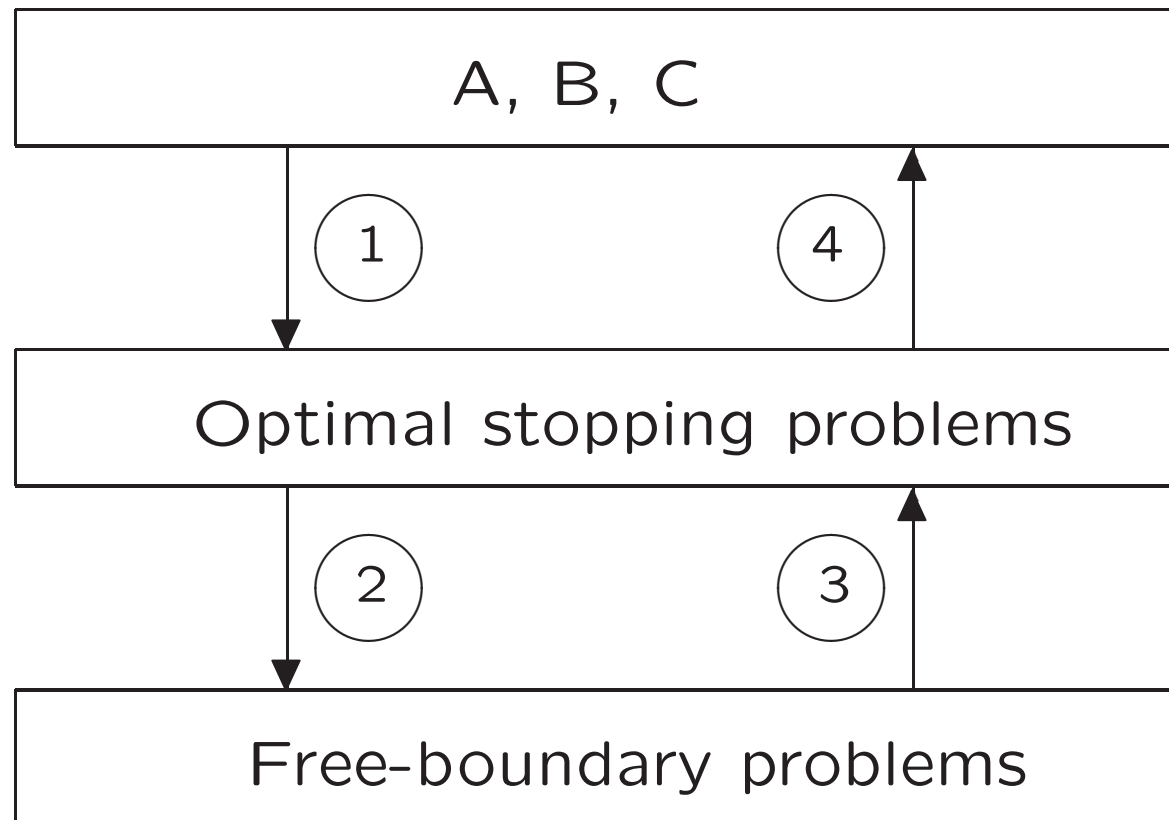 A, B, C
1 4
Optimal stopping problems
2 3
Free-boundary problems